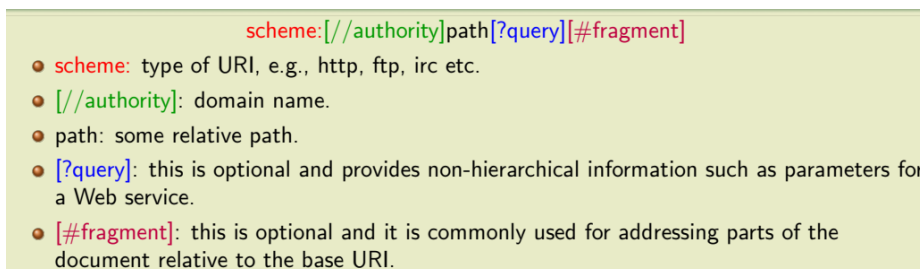 scheme:[//authority]path[?query][#fragment]
scheme: type of URI, e.g., http, ftp, irc etc.
[//authority]: domain name.
path: some relative path.
[?query]: this is optional and provides non-hierarchical information such as parameters for
a Web service.
[#fragment]: this is optional and it is commonly used for addressing parts of the
document relative to the base URI.